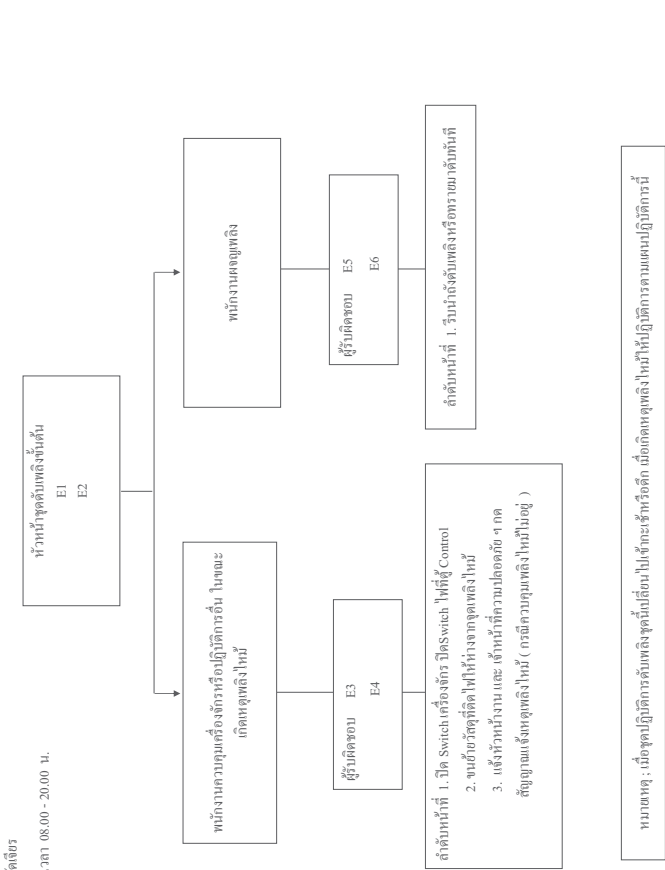 ดเจียร
วลา 08.00 - 20.00 น.
หัวหน้าชุดดับเพลิงขั้นต้น
E1
E2
พนักงานควบคุมเครื่องจักรหรือปฏิบัติการอื่น ในขณะ
เกิดเหตุเพลิงไหม้
พนักงานผจญเพลิง
ผู้รับผิดชอบ E3
E4
ผู้รับผิดชอบ E5
E6
ลำดับหน้าที่ 1. ปิด Switch เครื่องจักร ปิดSwitch ไฟที่ตู้ Control
2. ขนย้ายวัสดุที่ติดไฟให้ห่างจากจุดเพลิงไหม้
3. แจ้งหัวหน้างาน และ เจ้าหน้าที่ความปลอดภัย ฯ กด
สัญญาณแจ้งเหตุเพลิงไหม้ ( กรณีควบคุมเพลิงไหม้ไม่อยู่ )
ลำดับหน้าที่ 1. รีบนำถังดับเพลิงหรือทรายมาดับทันที
หมายเหตุ ; เมื่อชุดปฏิบัติการดับเพลิงชุดนี้เปลี่ยนไปเข้ากะเช้าหรือดึก เมื่อเกิดเหตุเพลิงไหม้ให้ปฏิบัติการตามแผนปฏิบัติการนี้